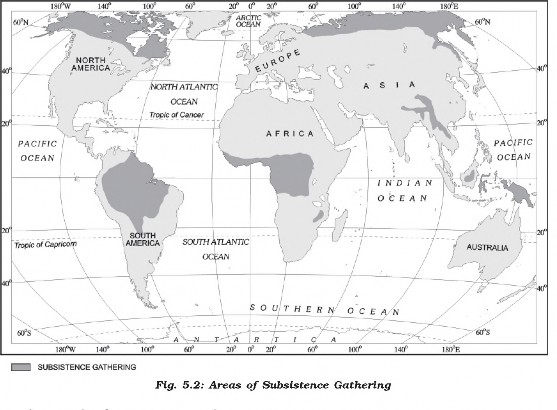 180°W 140° 100° 60° 20° 0° 20° 60° 100° 140° 180°E
ARCTIC
OCEAN
60°N
60°N
NORTH
AMERICA
EUROPE
ASIA
40°
40°
NORTH ATLANTIC
OCEAN
Tropic of Cancer
20°
20°
AFRICA
PACIFIC
OCEAN
PACIFIC
OCEAN
INDIAN
OCEAN
SOUTH
AMERICA
SOUTH ATLANTIC
OCEAN
Tropic of Capricorn
20°
20°
AUSTRALIA
40°
40°
SOUTHERN OCEAN
60°S
60°S
ANTARTICA
180°W 140° 100° 60° 20° 0° 20° 60° 100° 140° 180°E
SUBSISTENCE GATHERING
Fig. 5.2: Areas of Subsistence Gathering